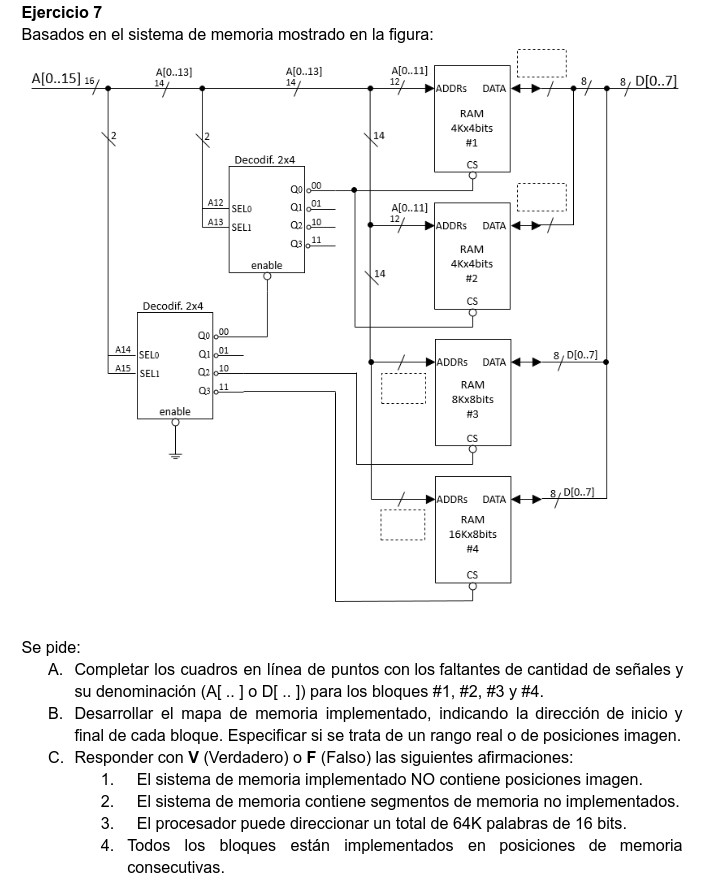 Ejercicio 7
Basados en el sistema de memoria mostrado en la figura:
A[0..15] 16
A[0..13]
14
A[0..13]
14
A[0..11]
12
ADDRs DATA
8
8 D[0..7]
RAM
4Kx4bits
#1
CS
2
2
14
Decodif. 2x4
Q0 00
Q1 01
Q2 10
Q3 11
A12 SEL0
A13 SEL1
enable
A[0..11]
12
ADDRs DATA
RAM
4Kx4bits
#2
CS
14
Decodif. 2x4
Q0 00
Q1 01
Q2 10
Q3 11
A14 SEL0
A15 SEL1
enable
ADDRs DATA
8 D[0..7]
RAM
8Kx8bits
#3
CS
ADDRs DATA
8 D[0..7]
RAM
16Kx8bits
#4
CS
Se pide:
A. Completar los cuadros en línea de puntos con los faltantes de cantidad de señales y
su denominación (A[ .. ] o D[ .. ]) para los bloques #1, #2, #3 y #4.
B. Desarrollar el mapa de memoria implementado, indicando la dirección de inicio y
final de cada bloque. Especificar si se trata de un rango real o de posiciones imagen.
C. Responder con V (Verdadero) o F (Falso) las siguientes afirmaciones:
1. El sistema de memoria implementado NO contiene posiciones imagen.
2. El sistema de memoria contiene segmentos de memoria no implementados.
3. El procesador puede direccionar un total de 64K palabras de 16 bits.
4. Todos los bloques están implementados en posiciones de memoria
consecutivas.